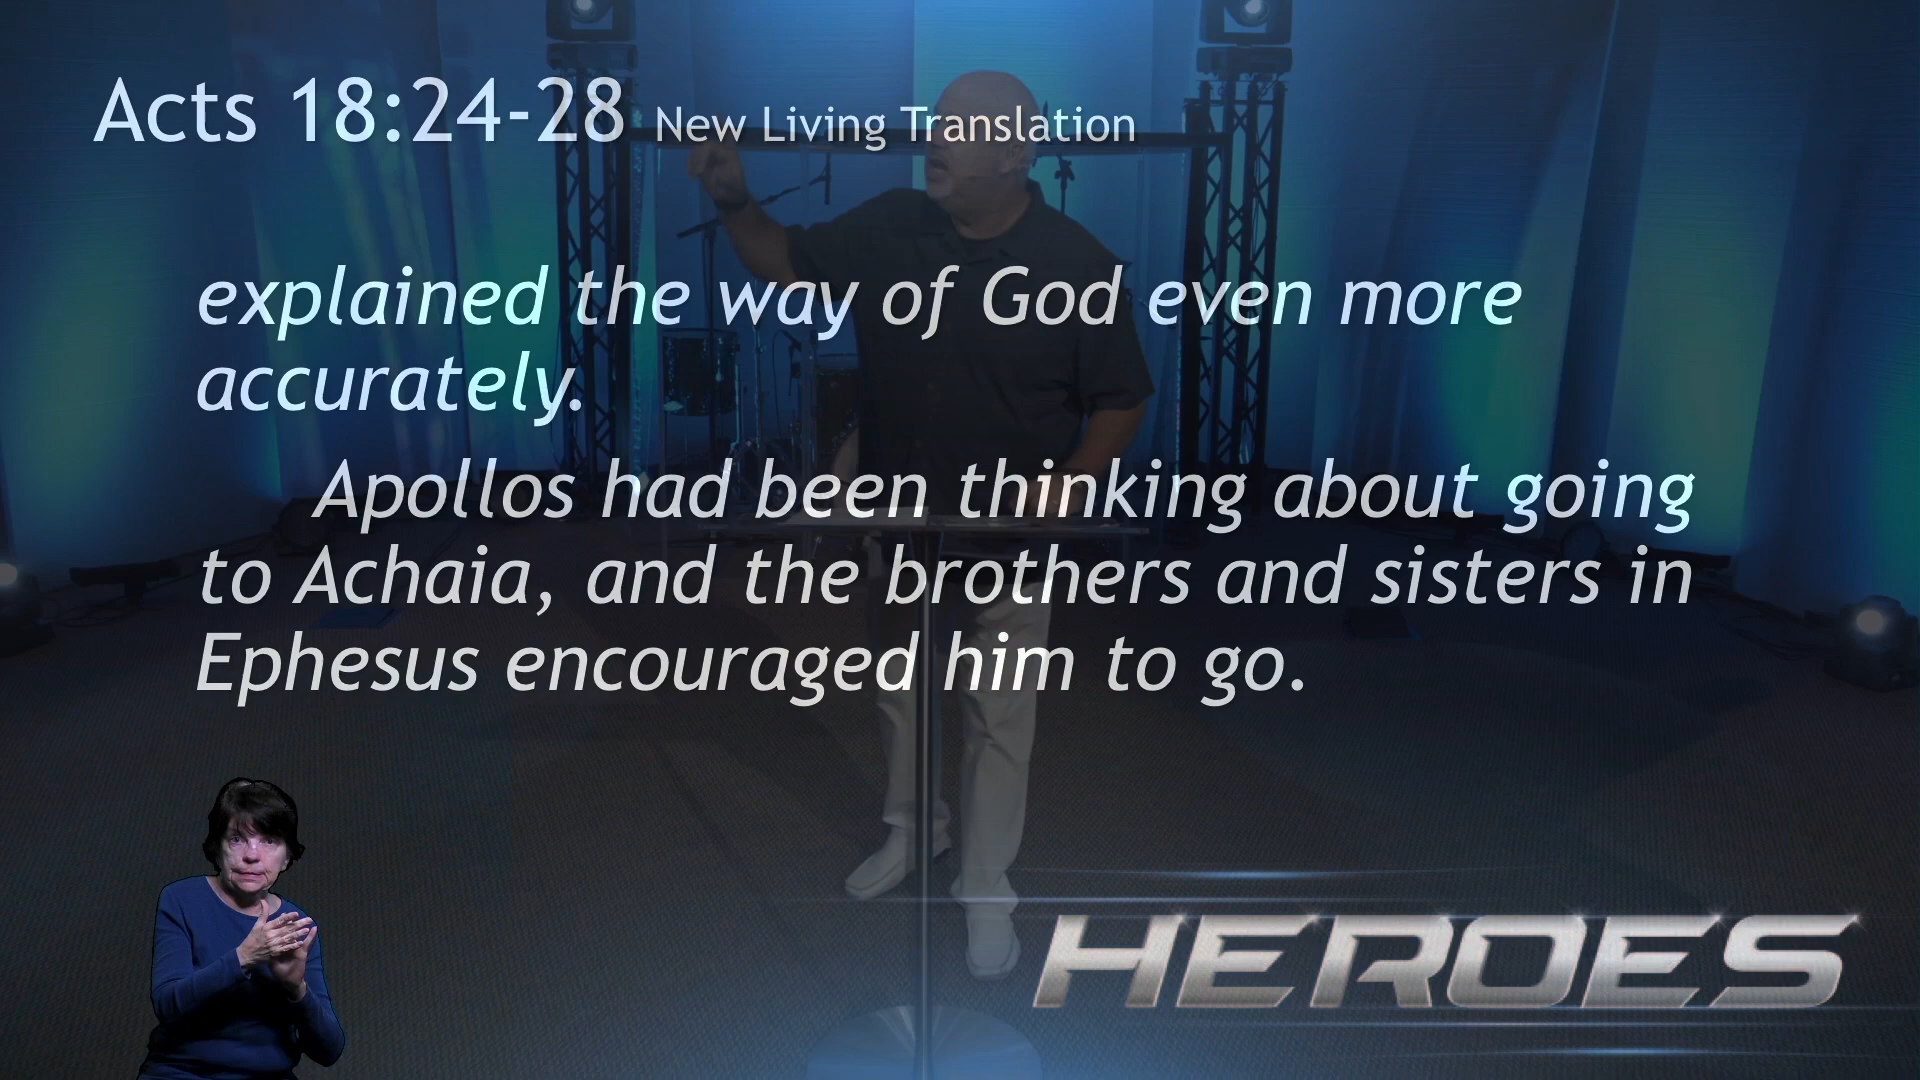 Acts 18:24-28 New Living Translation
explained the way of God even more
accurately.
Apollos had been thinking about going
to Achaia, and the brothers and sisters in
Ephesus encouraged him to go.
HEROES